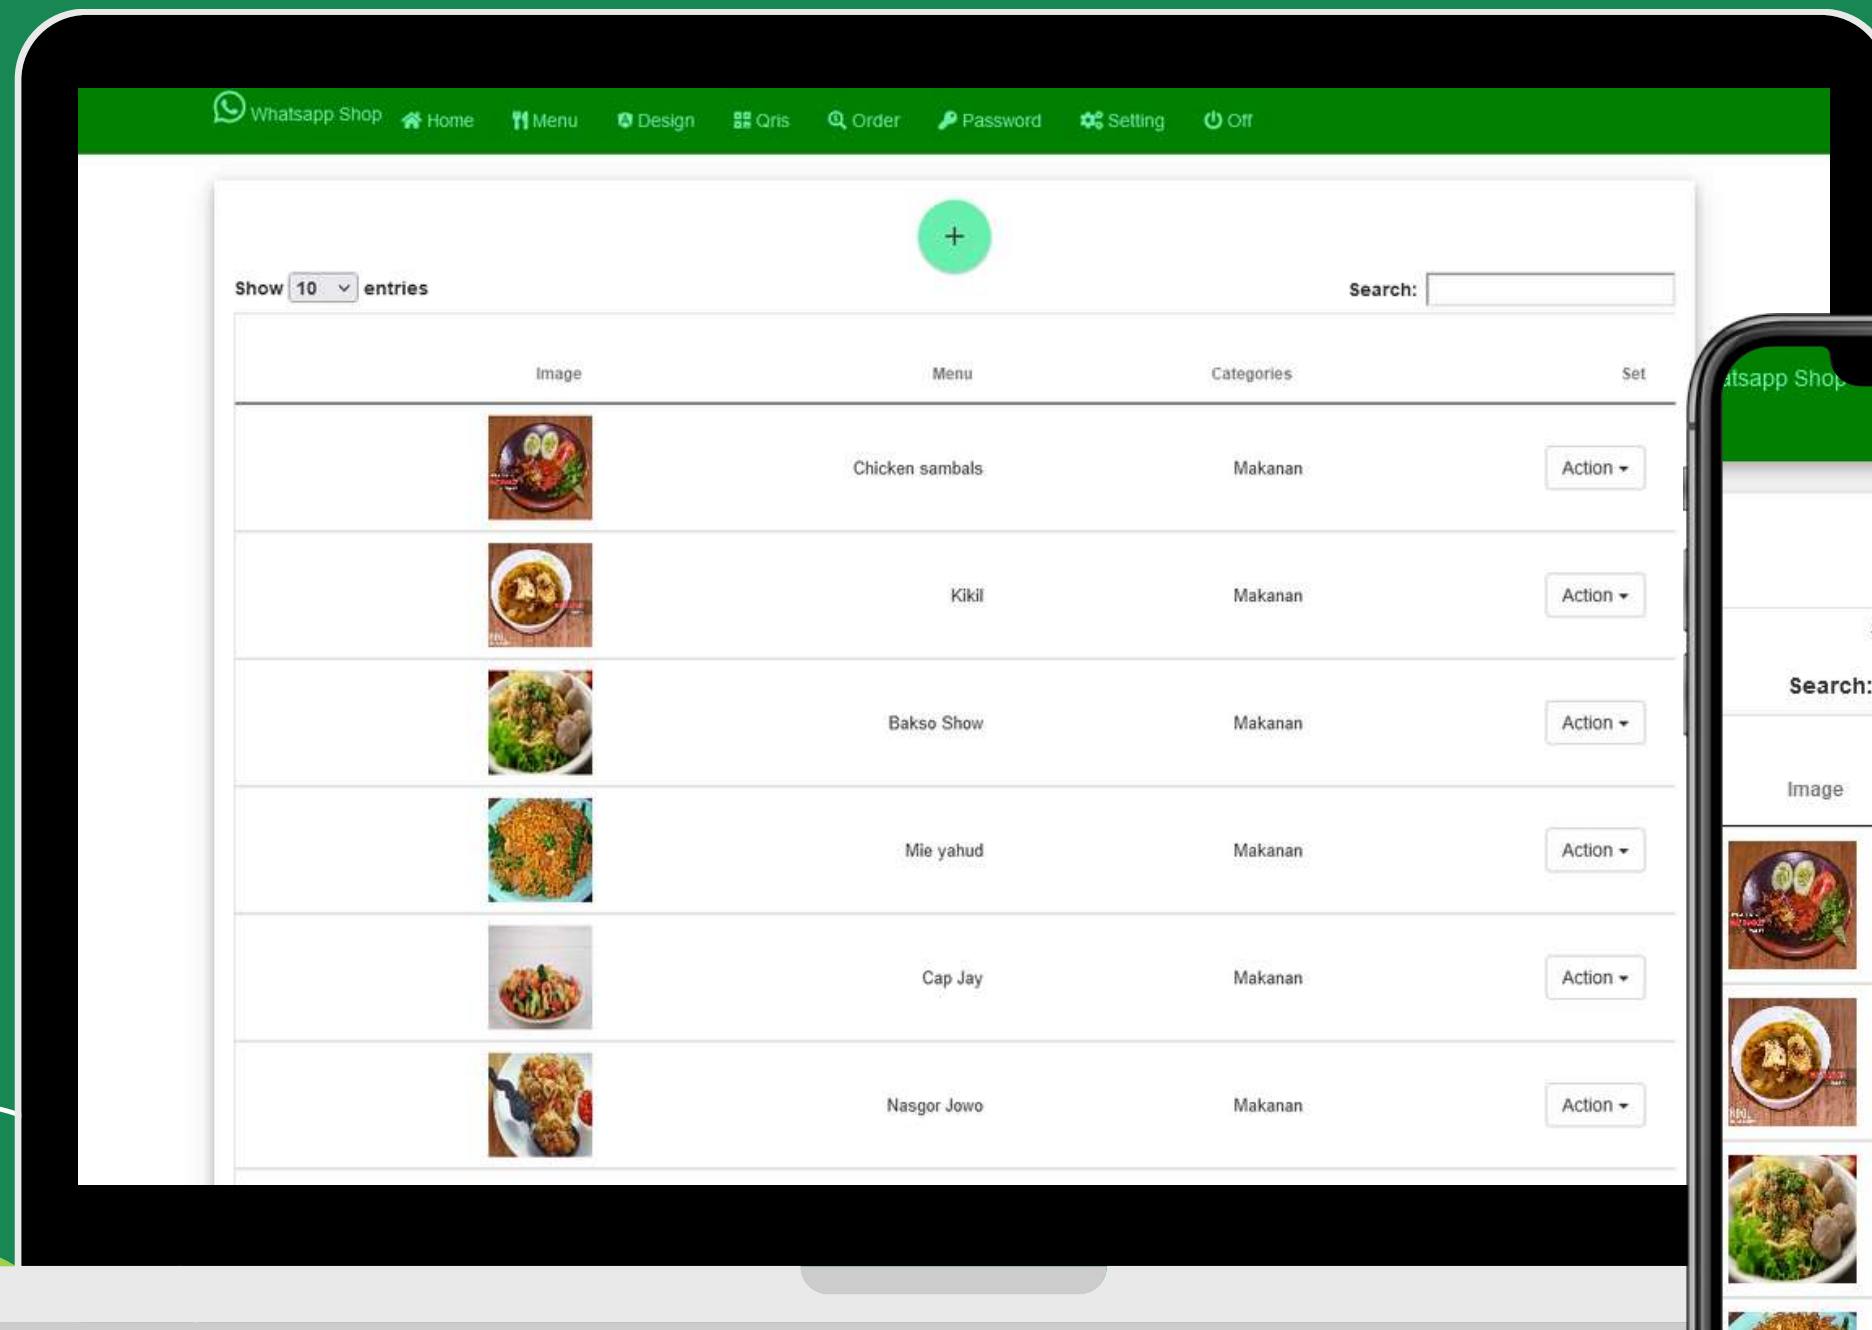 Whatsapp Shop Home Menu Design Qris Order Password Setting Off
+
Show 10 entries
Search:
Image Menu Categories Set
Chicken sambals Makanan Action
Kikil Makanan Action
Bakso Show Makanan Action
Mie yahud Makanan Action
Cap Jay Makanan Action
Nasgor Jowo Makanan Action
atsapp Shop
Search:
Image